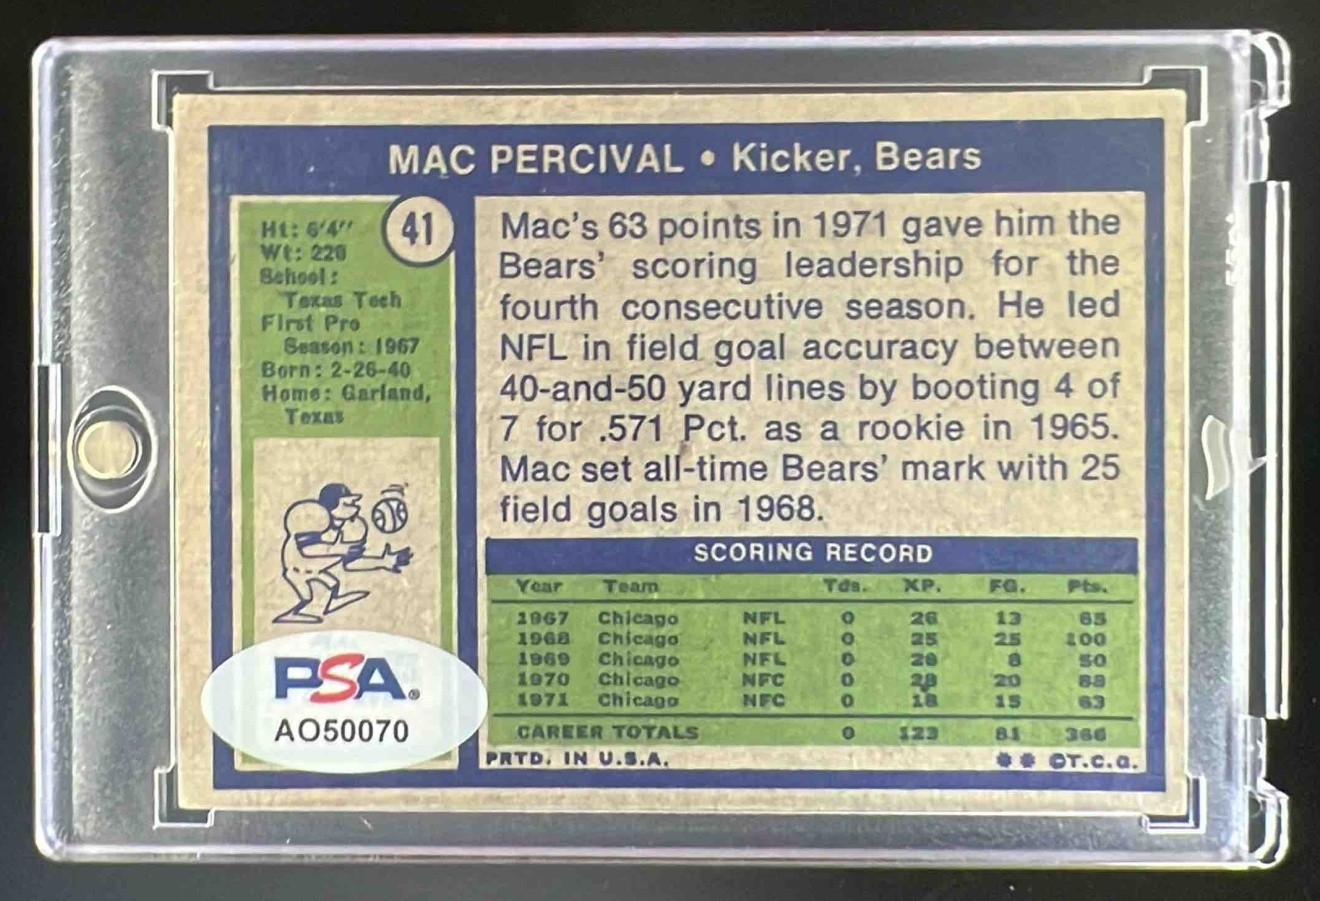 MAC PERCIVAL • Kicker, Bears
41
Ht: 6'4"
Wt: 220
School:
Texas Tech
First Pro
Season: 1967
Born: 2-26-40
Home: Garland,
Texas
Mac's 63 points in 1971 gave him the
Bears' scoring leadership for the
fourth consecutive season. He led
NFL in field goal accuracy between
40-and-50 yard lines by booting 4 of
7 for .571 Pct. as a rookie in 1965.
Mac set all-time Bears' mark with 25
field goals in 1968.
SCORING RECORD
Year Team Tds. XP. FG. Pts.
1967 Chicago NFL 0 26 13 65
1968 Chicago NFL 0 25 25 100
1969 Chicago NFL 0 26 8 50
1970 Chicago NFC 0 28 20 88
1971 Chicago NFC 0 18 15 63
CAREER TOTALS 0 123 81 366
PSA®
AO50070
PRTD. IN U.S.A.
** ©T.C.G.